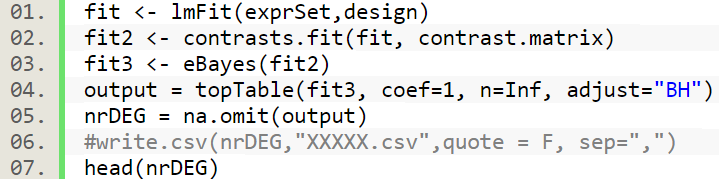 01. fit <- lmFit(exprSet,design)
02. fit2 <- contrasts.fit(fit, contrast.matrix)
03. fit3 <- eBayes(fit2)
04. output = topTable(fit3, coef=1, n=Inf, adjust="BH")
05. nrDEG = na.omit(output)
06. #write.csv(nrDEG,"XXXXX.csv",quote = F, sep=",")
07. head(nrDEG)